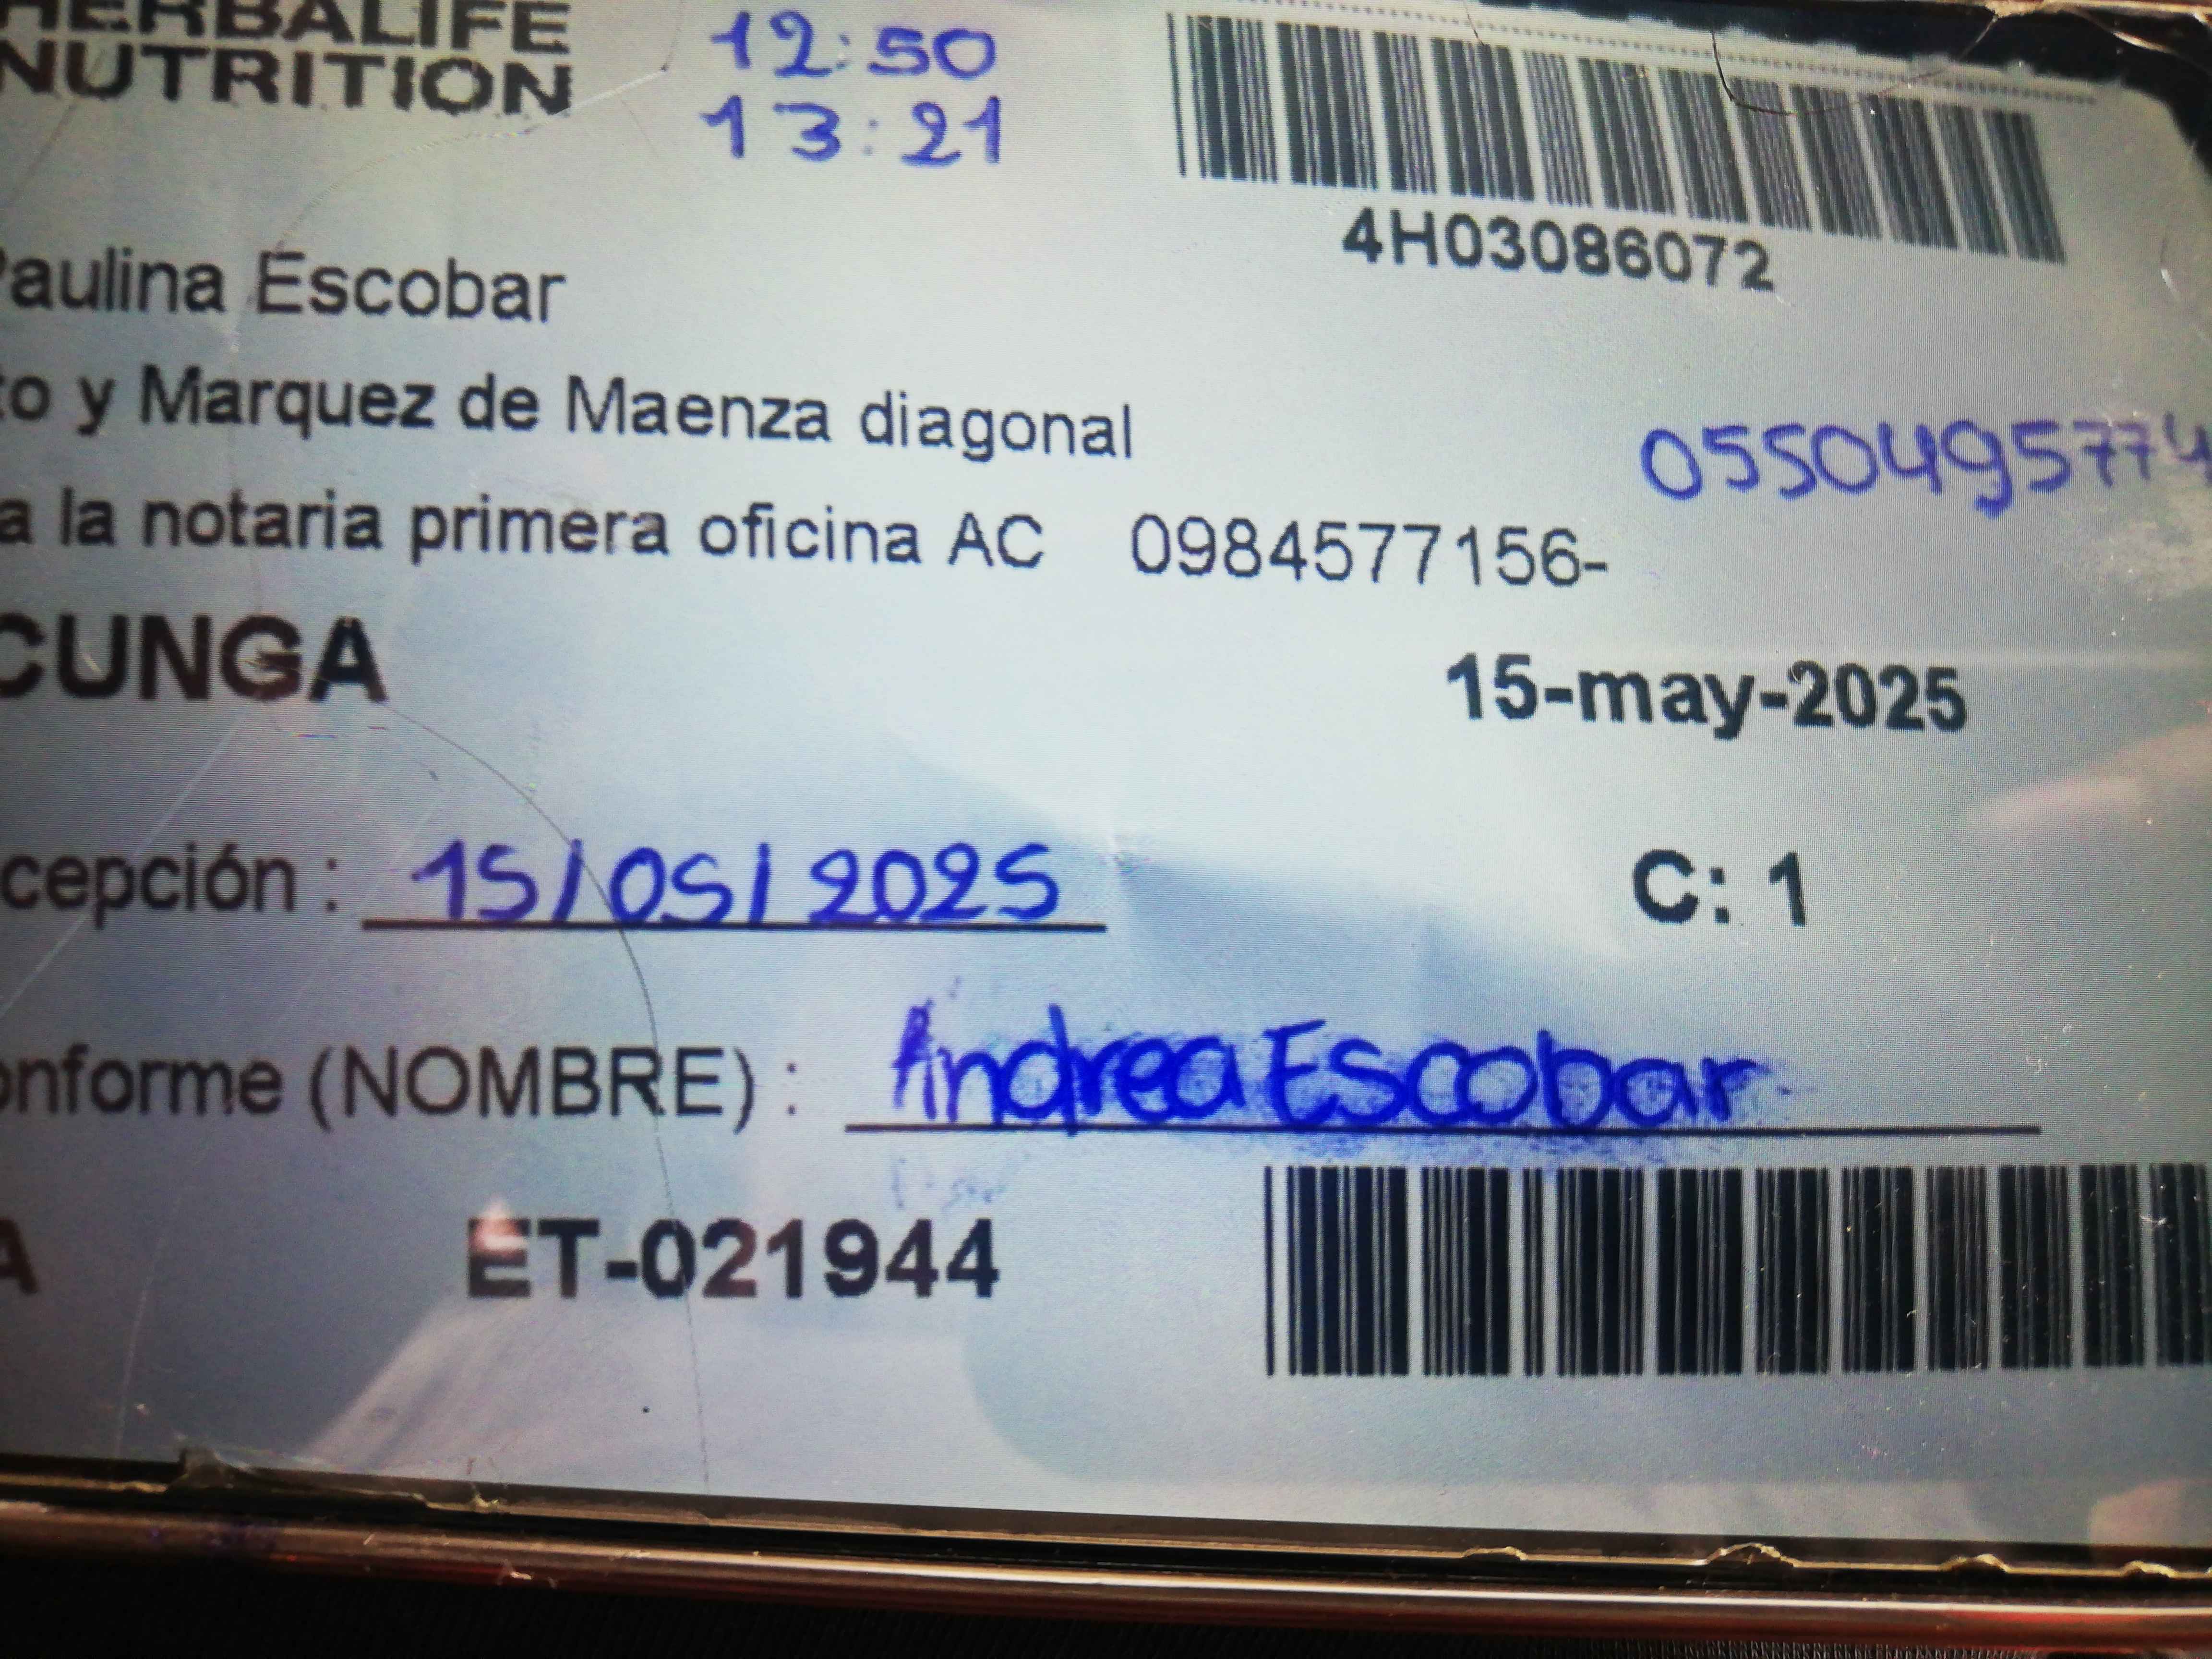 HERBALIFE
NUTRITION
12:50
13:21
4H03086072
Paulina Escobar
to y Marquez de Maenza diagonal
0550495774
a la notaria primera oficina AC 0984577156-
CUNGA
15-may-2025
cepción : 15/05/2025
C: 1
onforme (NOMBRE) : Andrea Escobar
A ET-021944